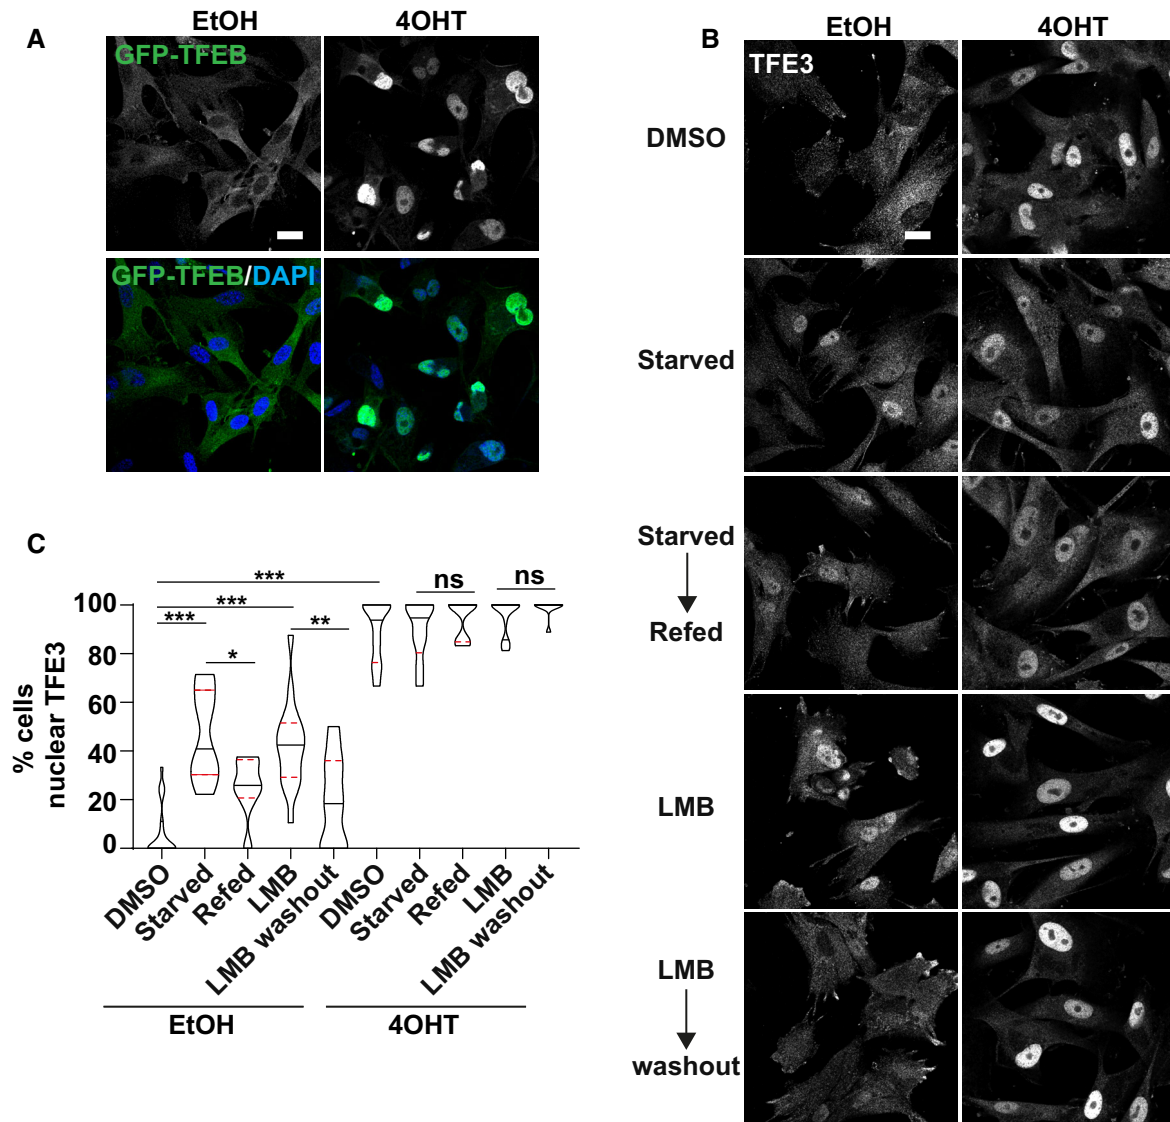 A
EtOH
4OHT
GFP-TFEB
GFP-TFEB/DAPI
B
EtOH
4OHT
TFE3
DMSO
Starved
Starved
Refed
LMB
LMB
washout
C
% cells
nuclear TFE3
100
80
60
40
20
0
***
***
***
*
**
ns
ns
DMSO
Starved
Refed
LMB
LMB washout
DMSO
Starved
Refed
LMB
LMB washout
EtOH
4OHT